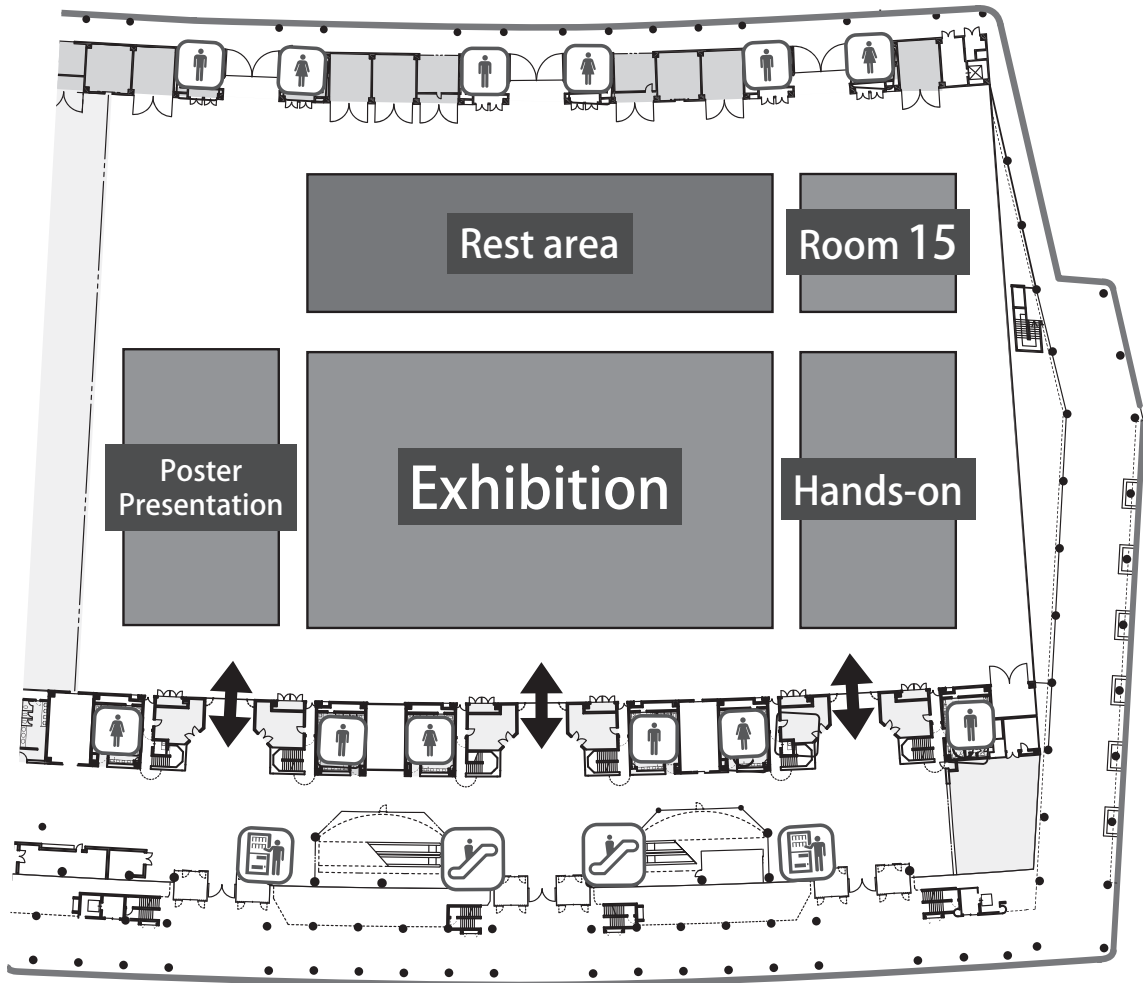 Rest area
Room 15
Poster
Presentation
Exhibition
Hands-on